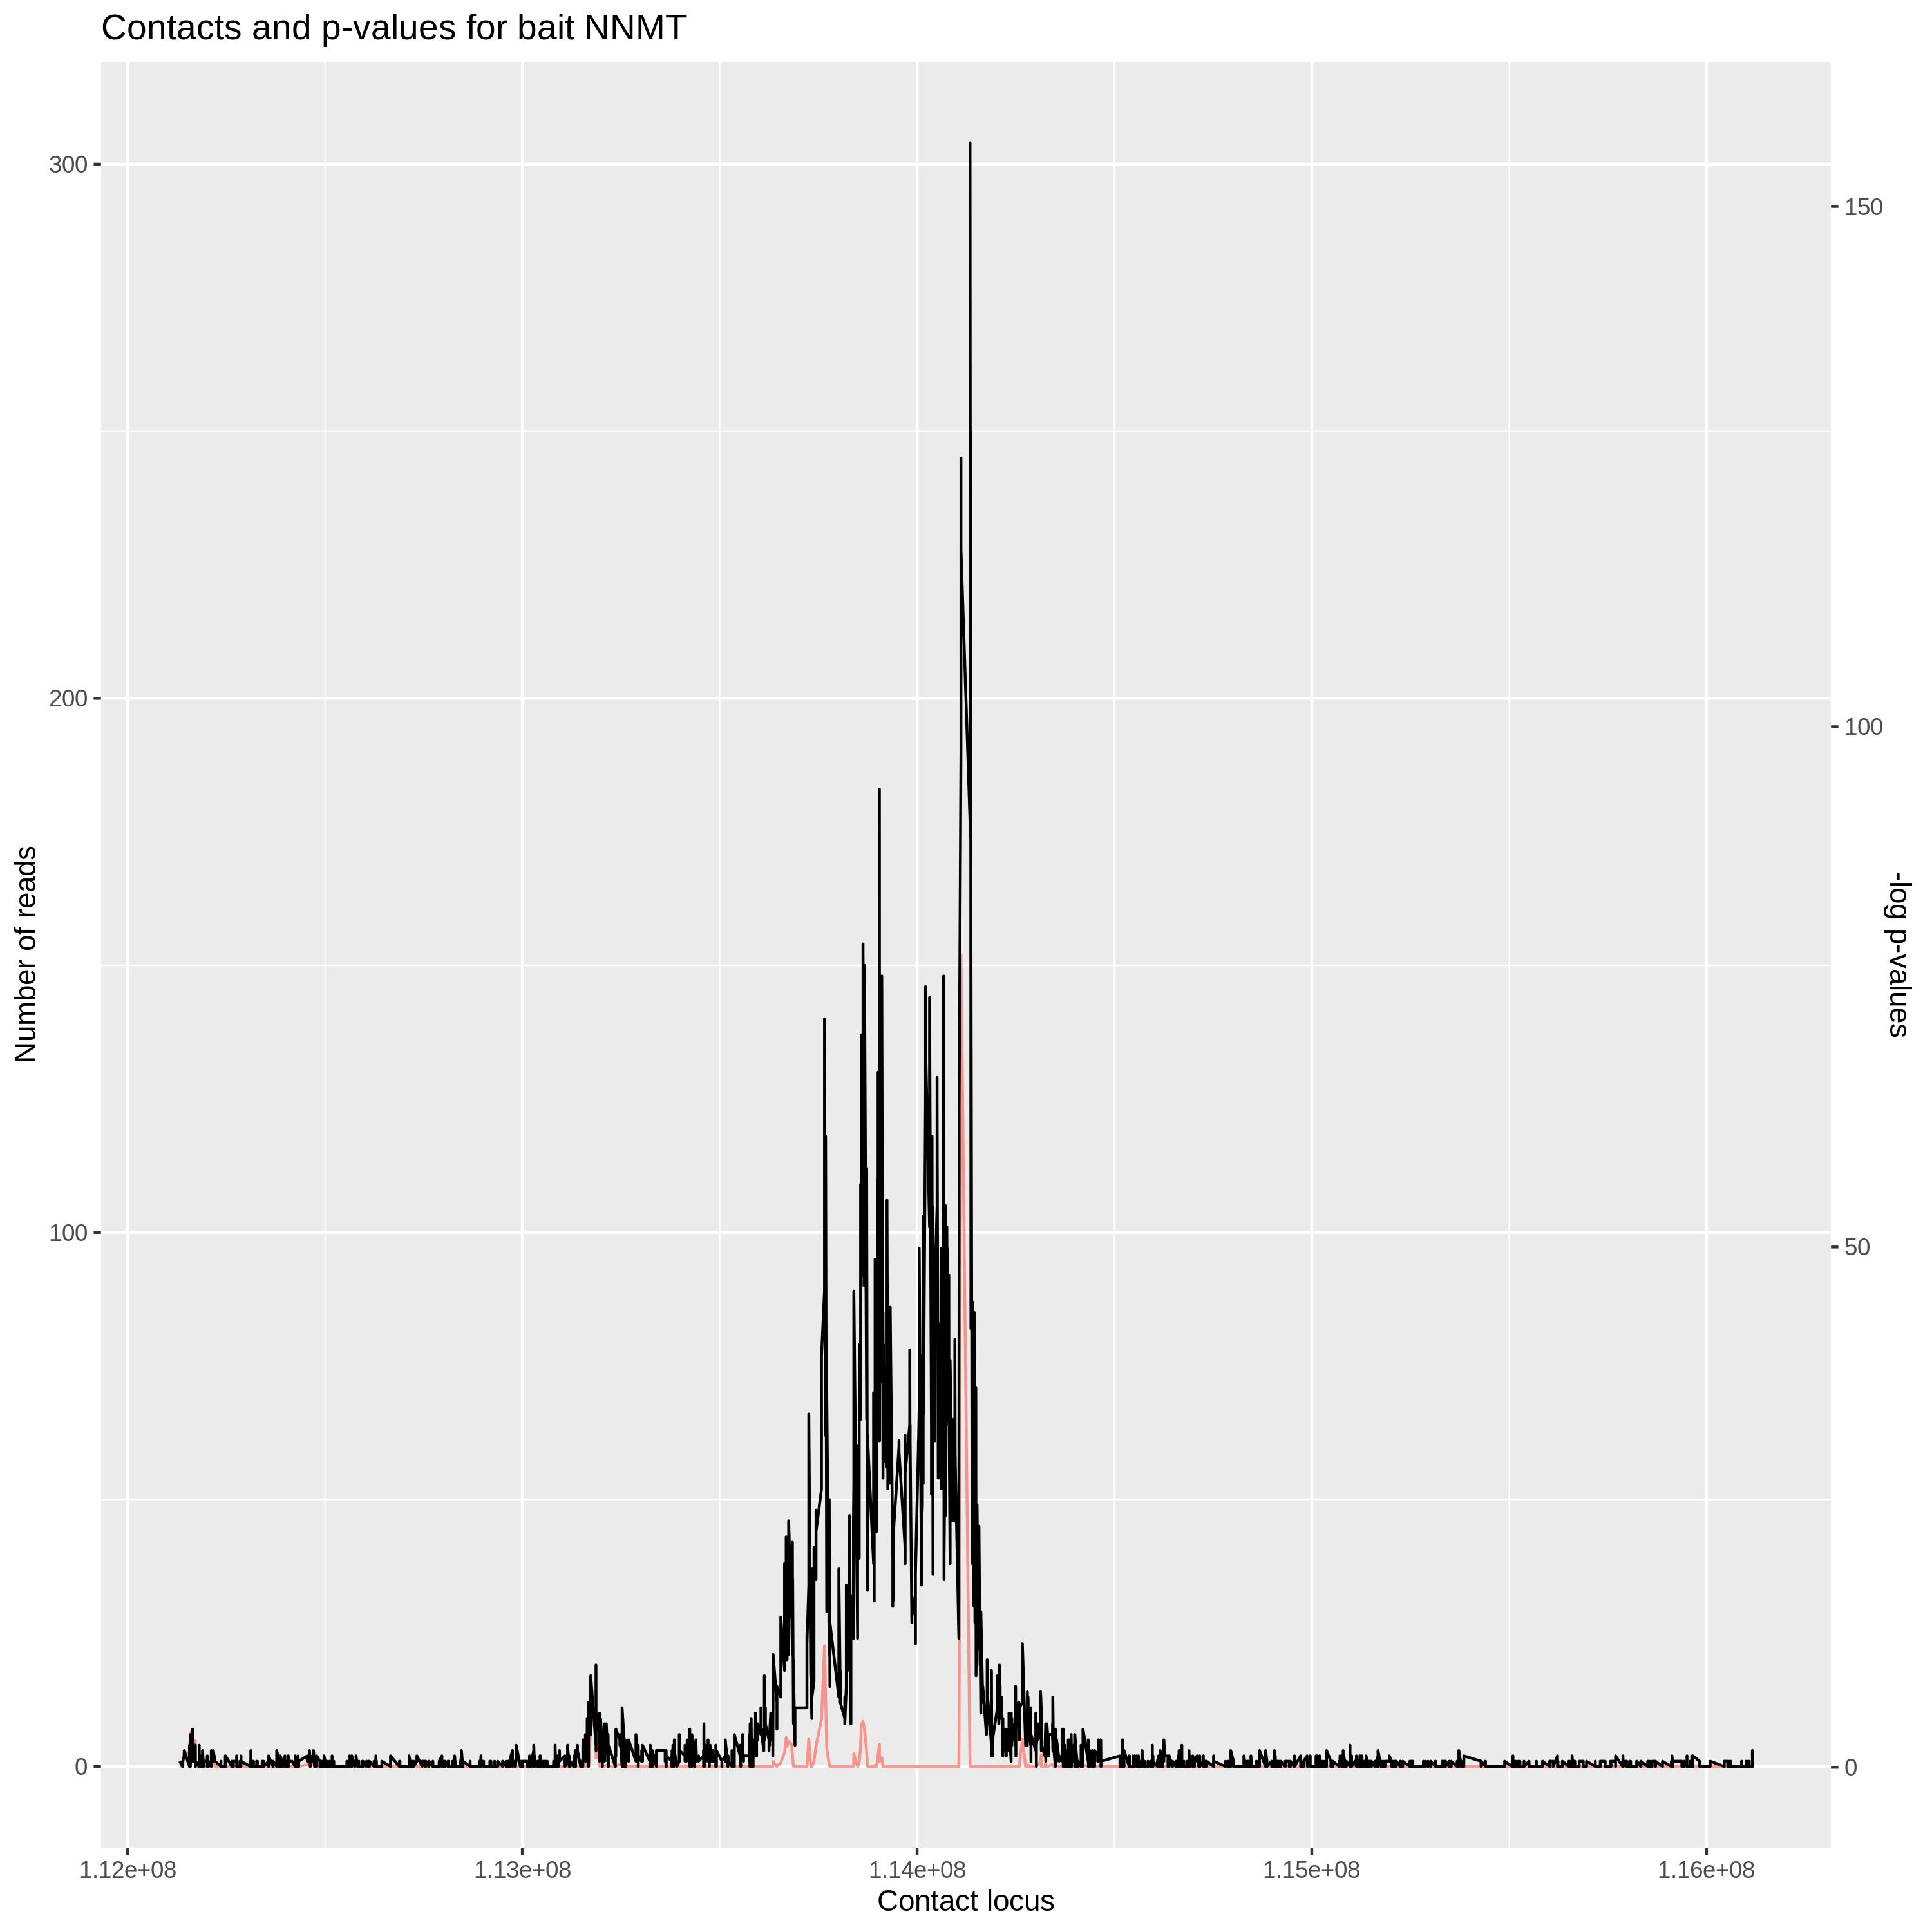 Contacts and p-values for bait NNMT
300
200
100
0
Number of reads
150
100
50
0
-log p-values
1.12e+08 1.13e+08 1.14e+08 1.15e+08 1.16e+08
Contact locus